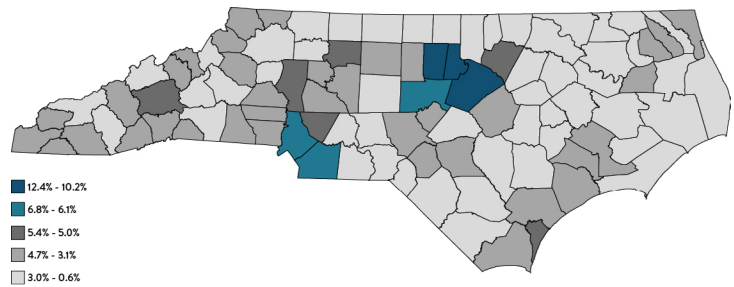 12.4% - 10.2%
6.8% - 6.1%
5.4% - 5.0%
4.7% - 3.1%
3.0% - 0.6%